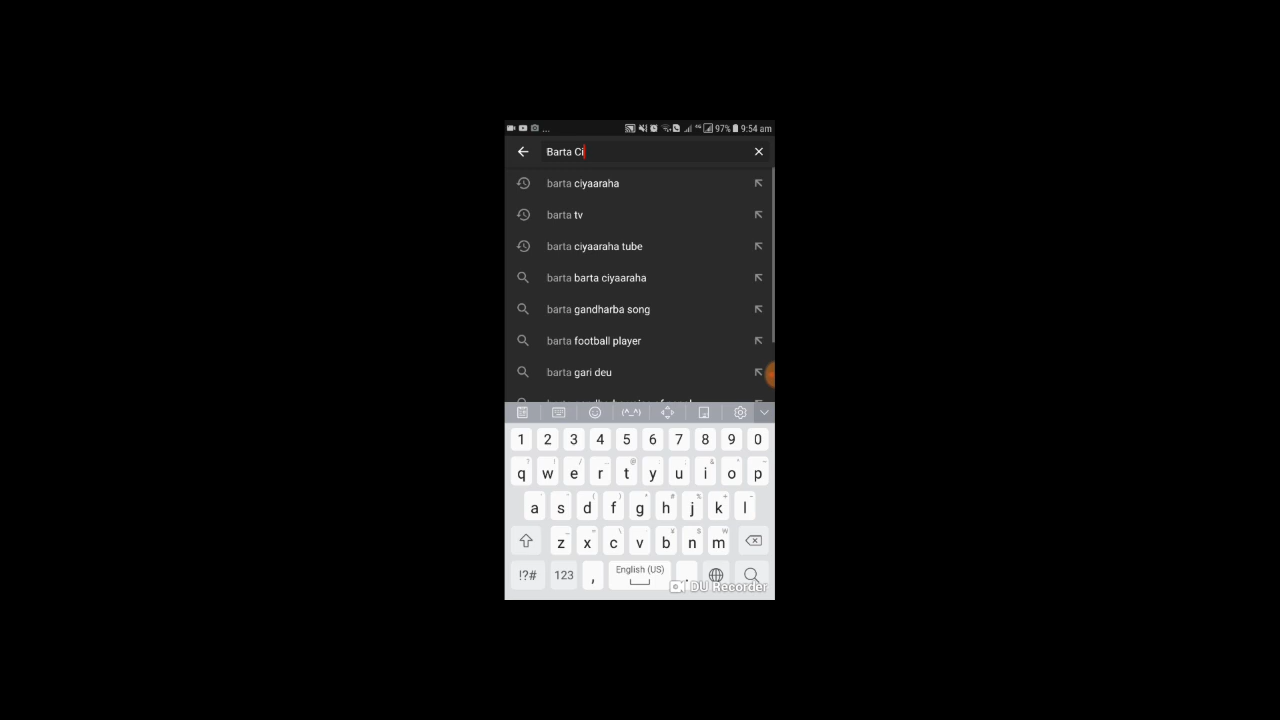 ... 97% 9:54 am
Barta Ci
barta ciyaaraha
barta tv
barta ciyaaraha tube
barta barta ciyaaraha
barta gandharba song
barta football player
barta gari deu
(^_^)
1 2 3 4 5 6 7 8 9 0
q w e r t y u i o p
a s d f g h j k l
z x c v b n m
!?# 123 , English (US) .
DU Recorder